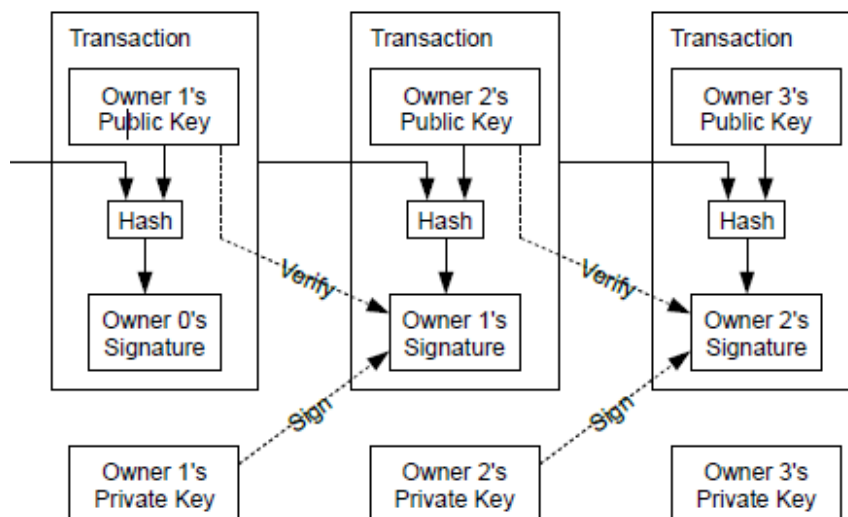 Transaction
Transaction
Transaction
Owner 1's
Public Key
Owner 2's
Public Key
Owner 3's
Public Key
Hash
Hash
Hash
Verify
Verify
Owner 0's
Signature
Owner 1's
Signature
Owner 2's
Signature
Sign
Sign
Owner 1's
Private Key
Owner 2's
Private Key
Owner 3's
Private Key